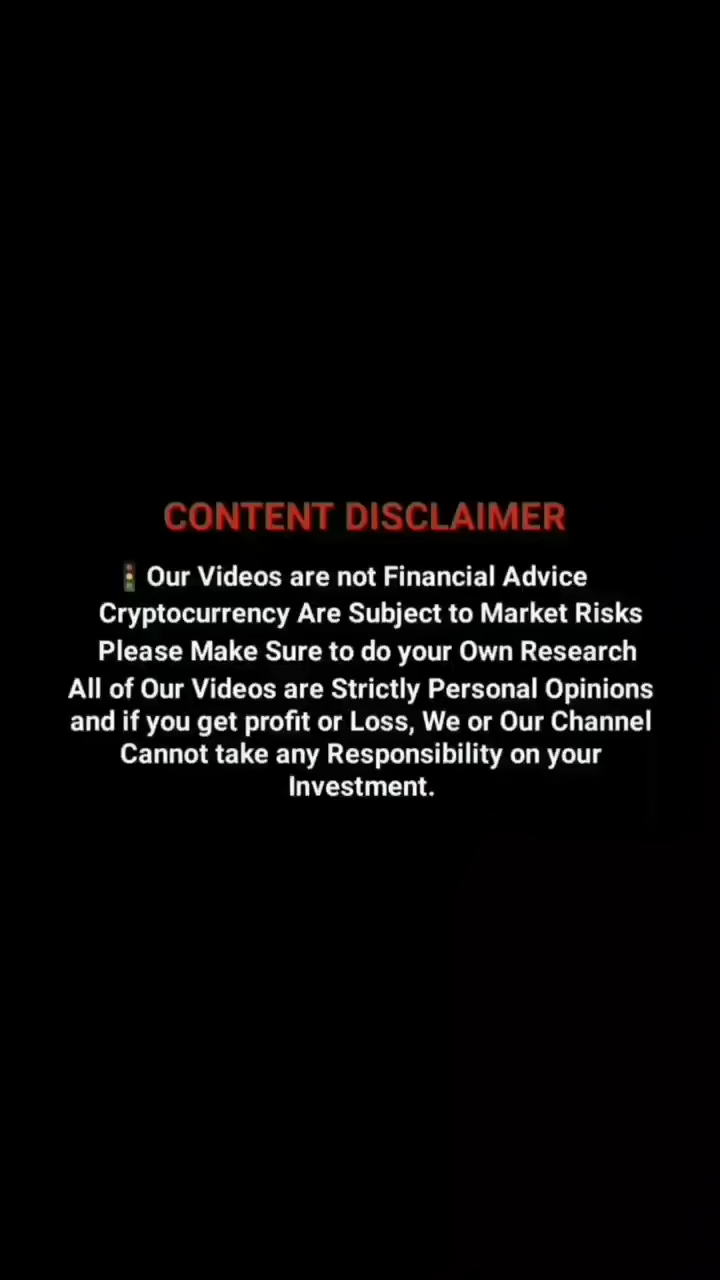 CONTENT DISCLAIMER
🚦 Our Videos are not Financial Advice
Cryptocurrency Are Subject to Market Risks
Please Make Sure to do your Own Research
All of Our Videos are Strictly Personal Opinions
and if you get profit or Loss, We or Our Channel
Cannot take any Responsibility on your
Investment.